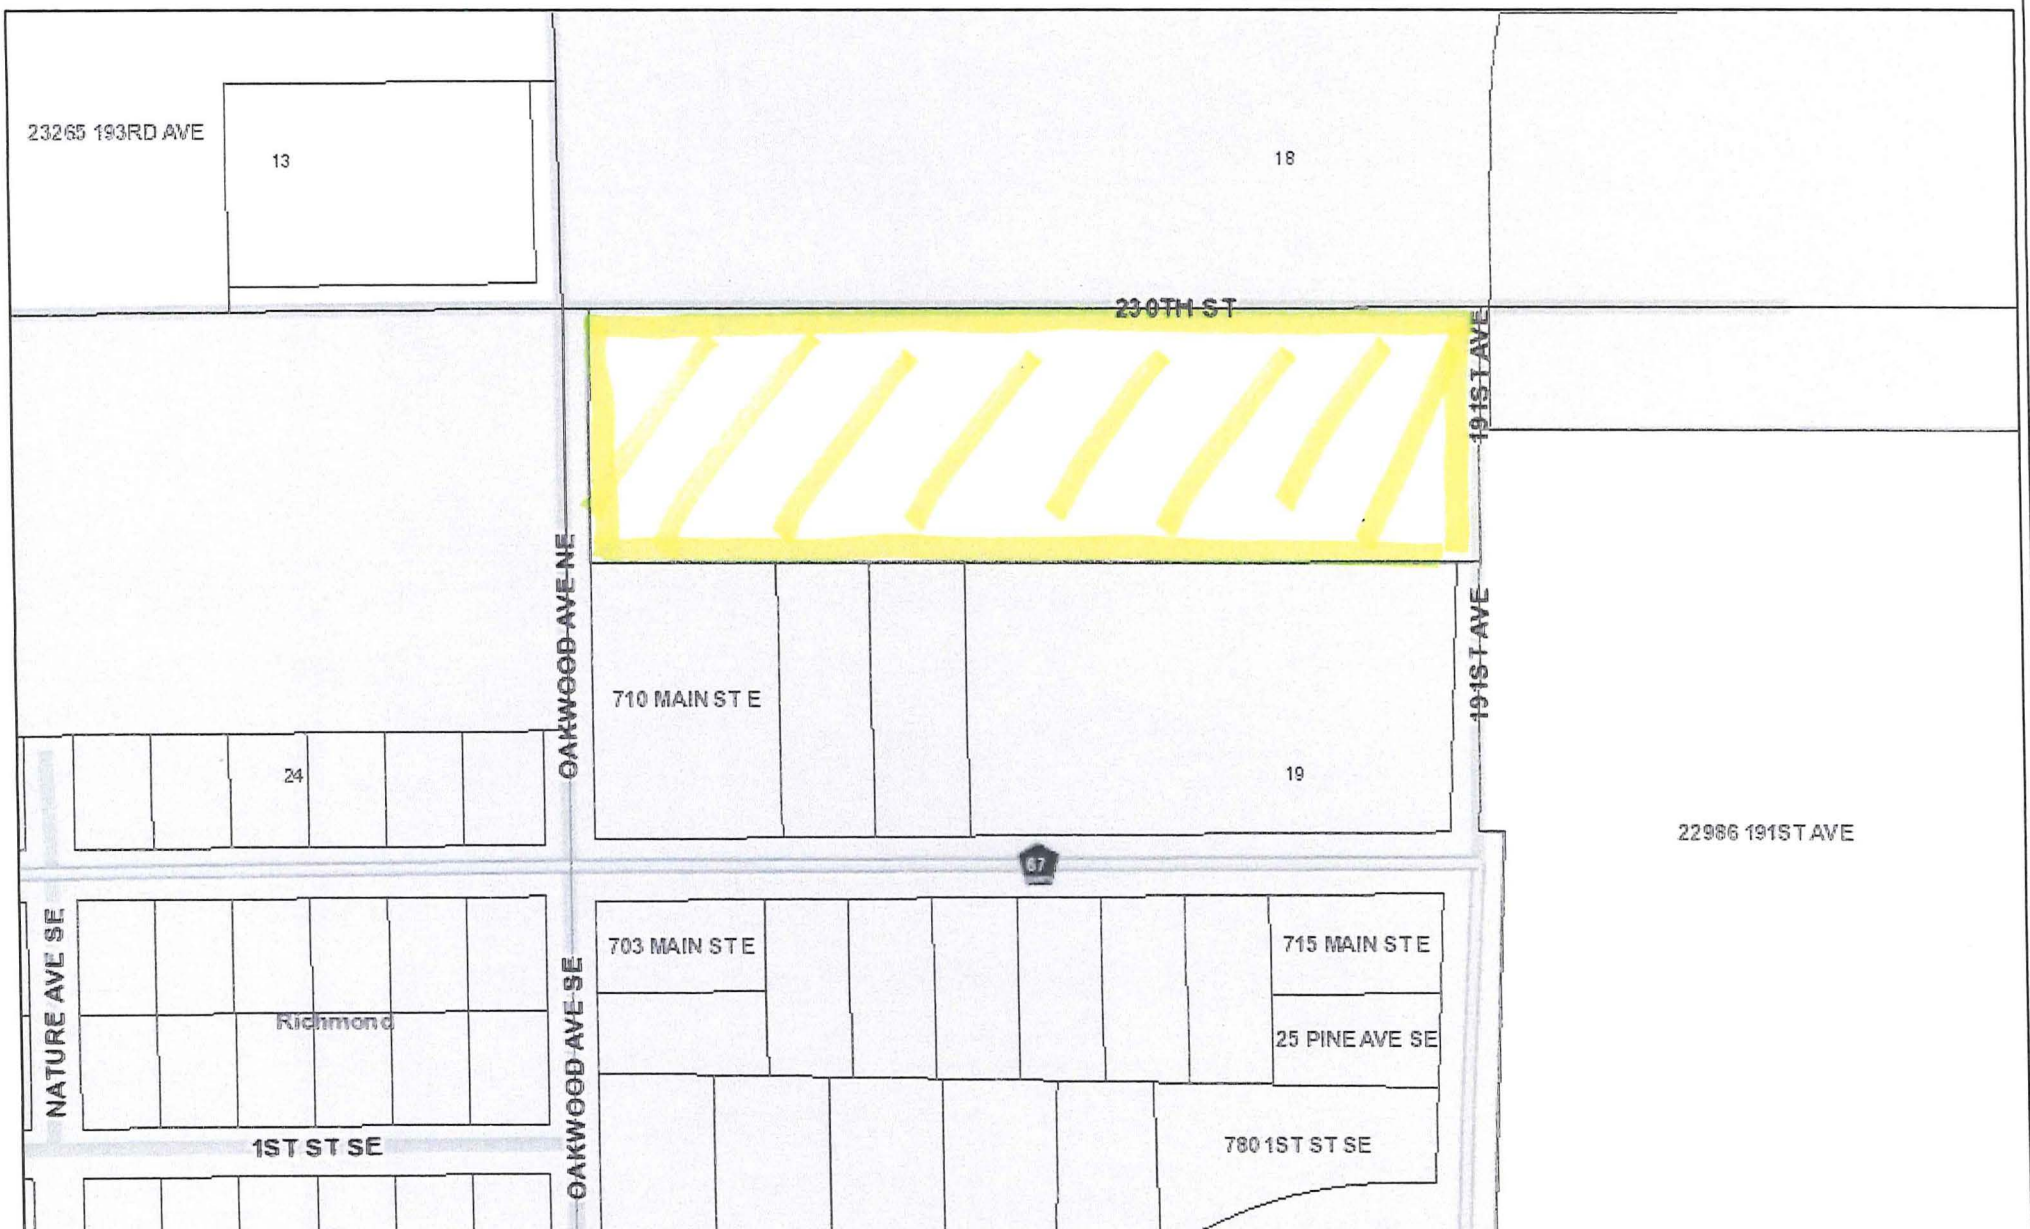 23265 193RD AVE
13
18
230TH ST
191ST AVE
OAKWOOD AVE NE
191ST AVE
710 MAIN ST E
24
19
22986 191ST AVE
67
NATURE AVE SE
703 MAIN ST E
715 MAIN ST E
OAKWOOD AVE SE
Richmond
25 PINE AVE SE
1ST ST SE
780 1ST ST SE